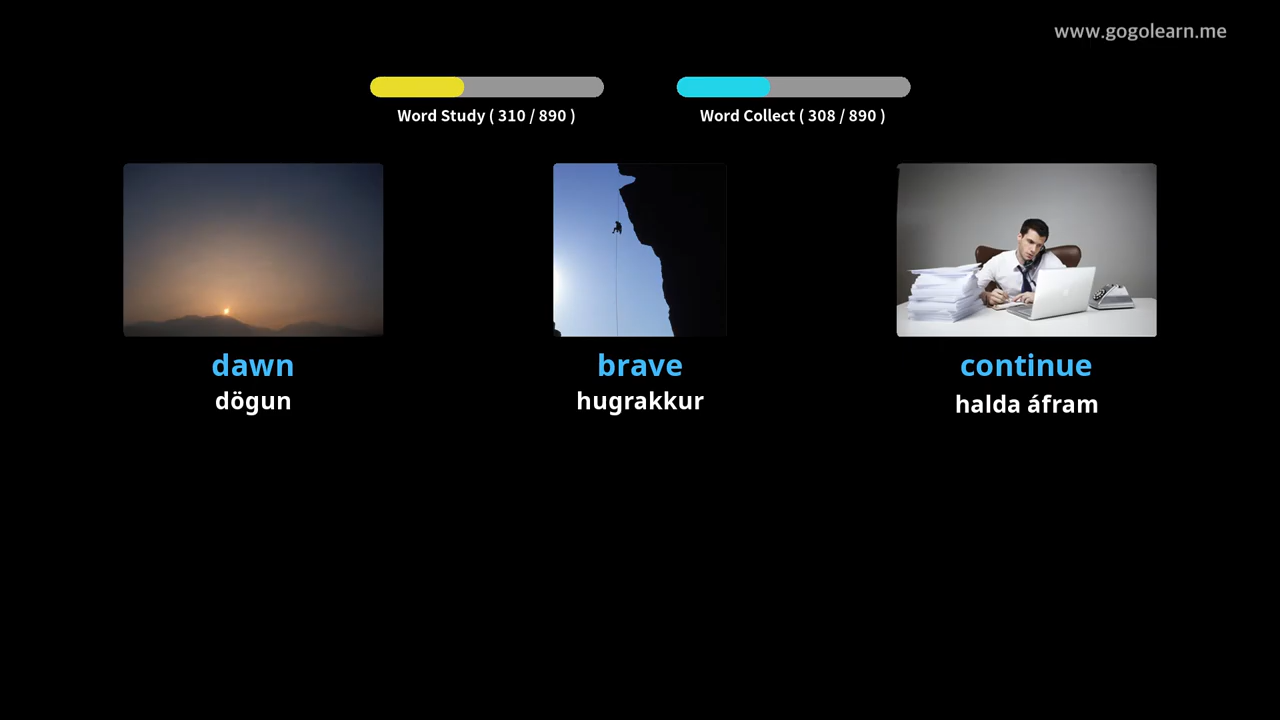 www.gogolearn.me
Word Study ( 310 / 890 )
Word Collect ( 308 / 890 )
dawn
dögun
brave
hugrakkur
continue
halda áfram